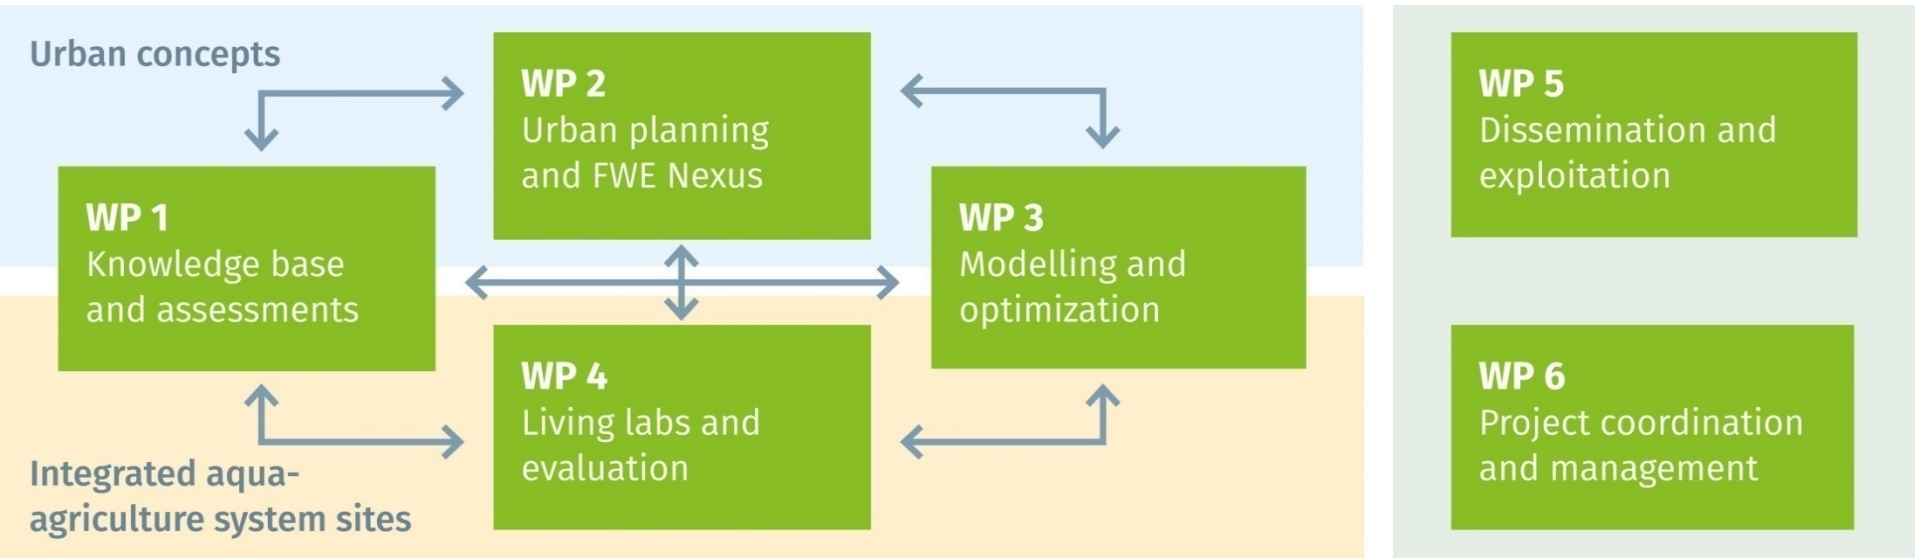 Urban concepts
WP 1
Knowledge base
and assessments
WP 2
Urban planning
and FWE Nexus
WP 3
Modelling and
optimization
WP 4
Living labs and
evaluation
Integrated aqua-
agriculture system sites
WP 5
Dissemination and
exploitation
WP 6
Project coordination
and management